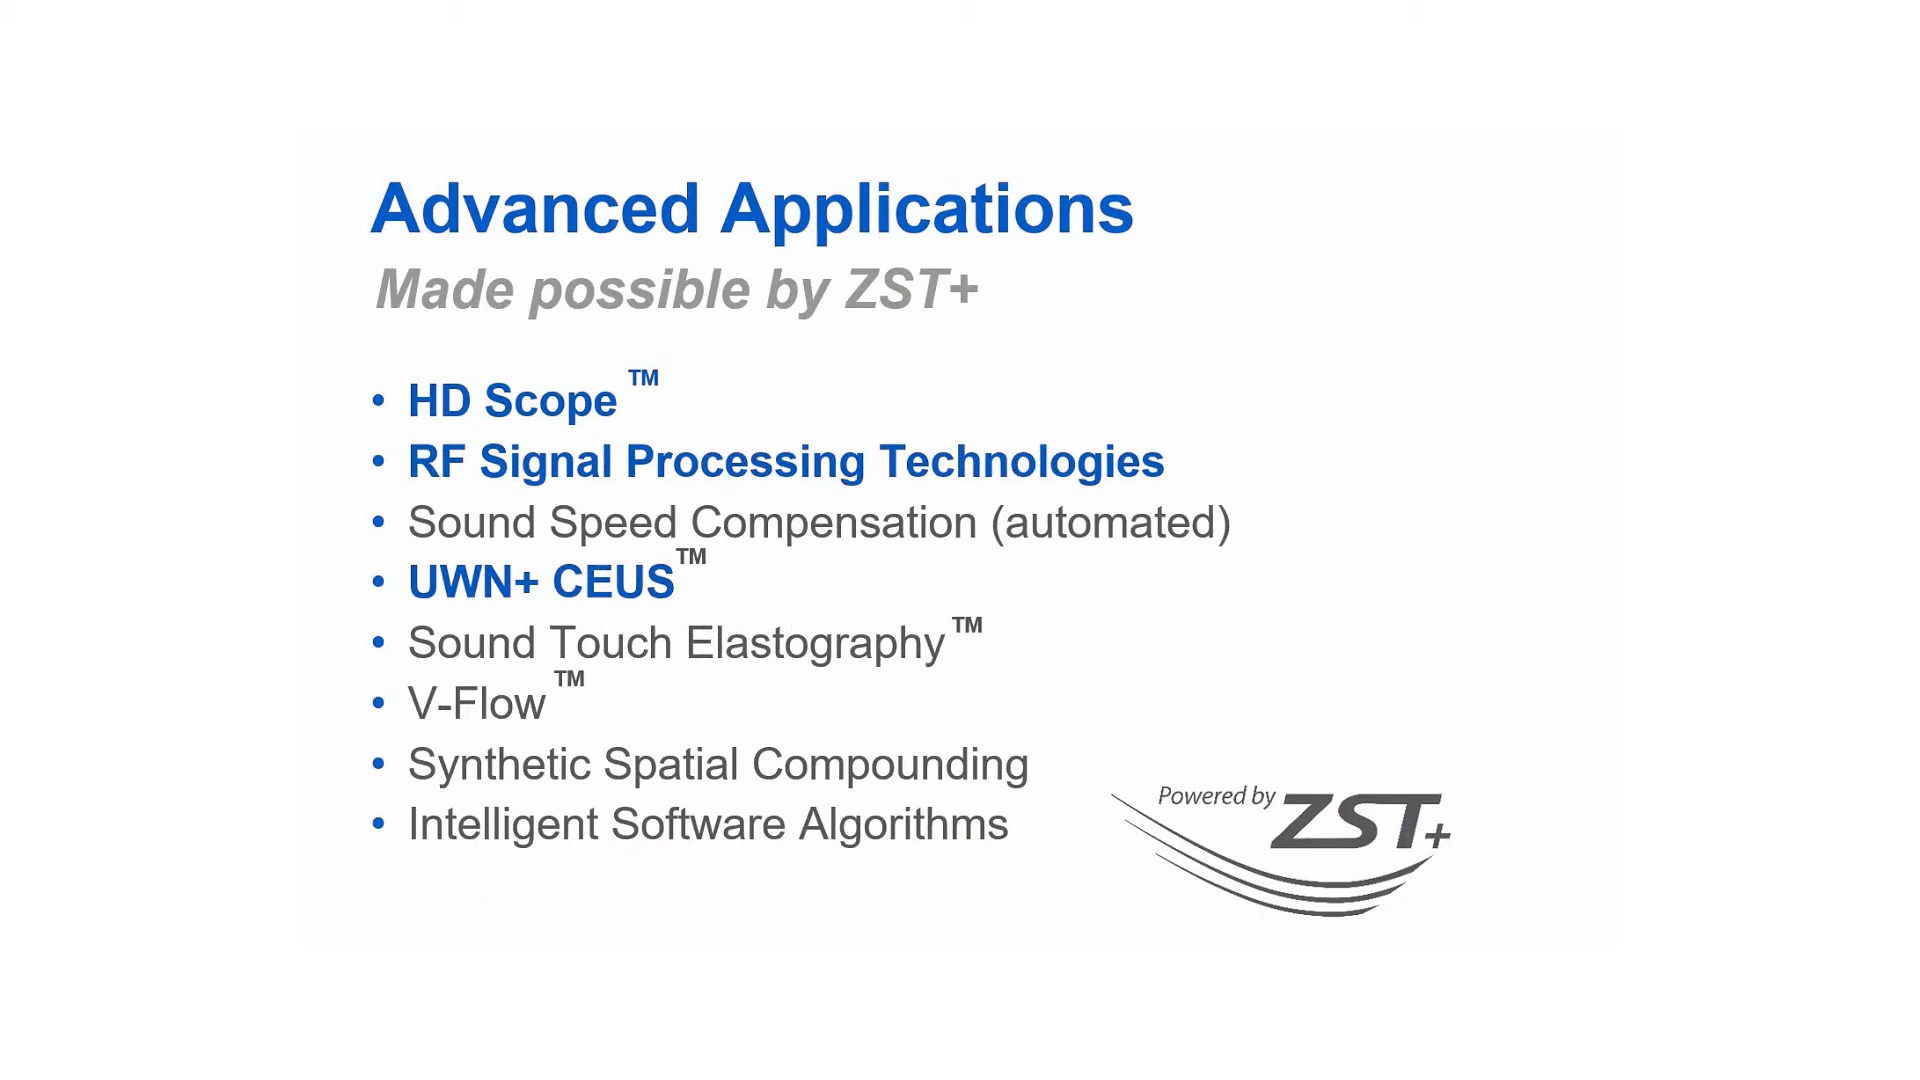 Advanced Applications
Made possible by ZST+
• HD Scope™
• RF Signal Processing Technologies
• Sound Speed Compensation (automated)
• UWN+ CEUS™
• Sound Touch Elastography™
• V-Flow™
• Synthetic Spatial Compounding
• Intelligent Software Algorithms
Powered by ZST+